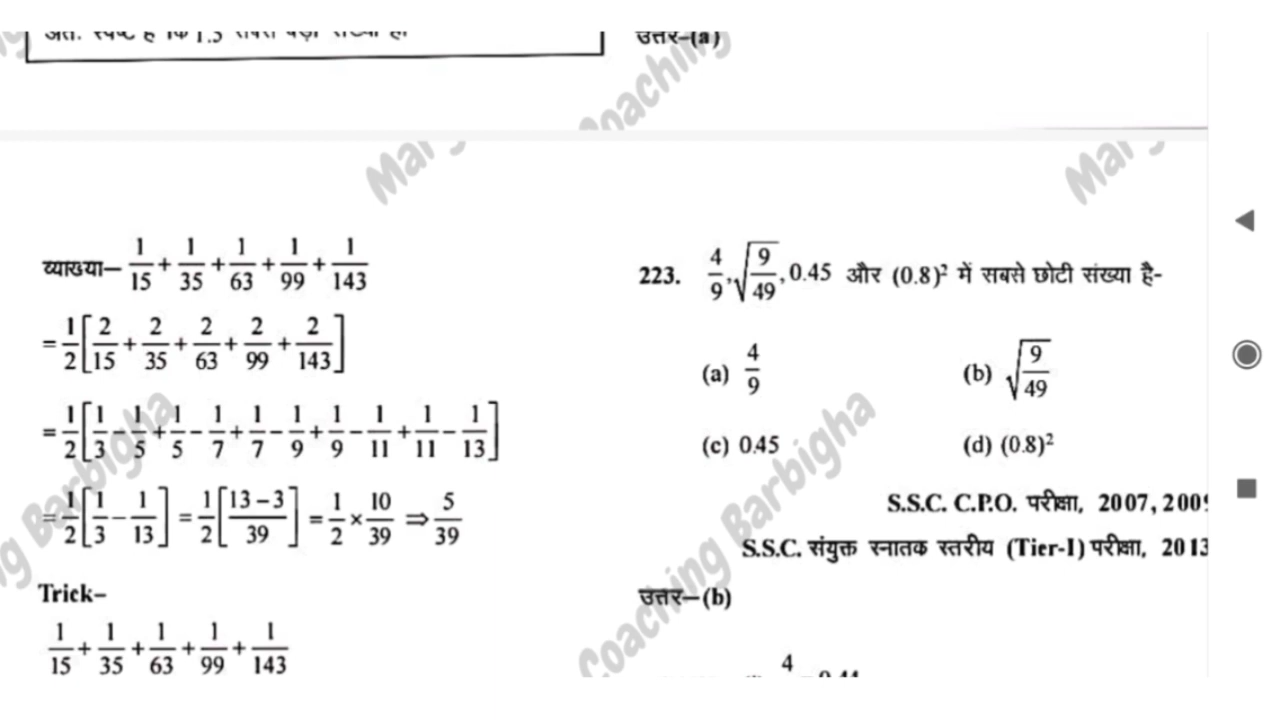 उत्तर–(a)
व्याख्या– 1/15 + 1/35 + 1/63 + 1/99 + 1/143
= 1/2 [2/15 + 2/35 + 2/63 + 2/99 + 2/143]
= 1/2 [1/3 − 1/5 + 1/5 − 1/7 + 1/7 − 1/9 + 1/9 − 1/11 + 1/11 − 1/13]
= 1/2 [1/3 − 1/13] = 1/2 [13 − 3/39] = 1/2 × 10/39 ⇒ 5/39
Trick–
1/15 + 1/35 + 1/63 + 1/99 + 1/143
223. 4/9, √(9/49), 0.45 और (0.8)² में सबसे छोटी संख्या है-
(a) 4/9 (b) √(9/49)
(c) 0.45 (d) (0.8)²
S.S.C. C.P.O. परीक्षा, 2007, 2009
S.S.C. संयुक्त स्नातक स्तरीय (Tier-I) परीक्षा, 2013
उत्तर–(b)
Coaching Barbigha